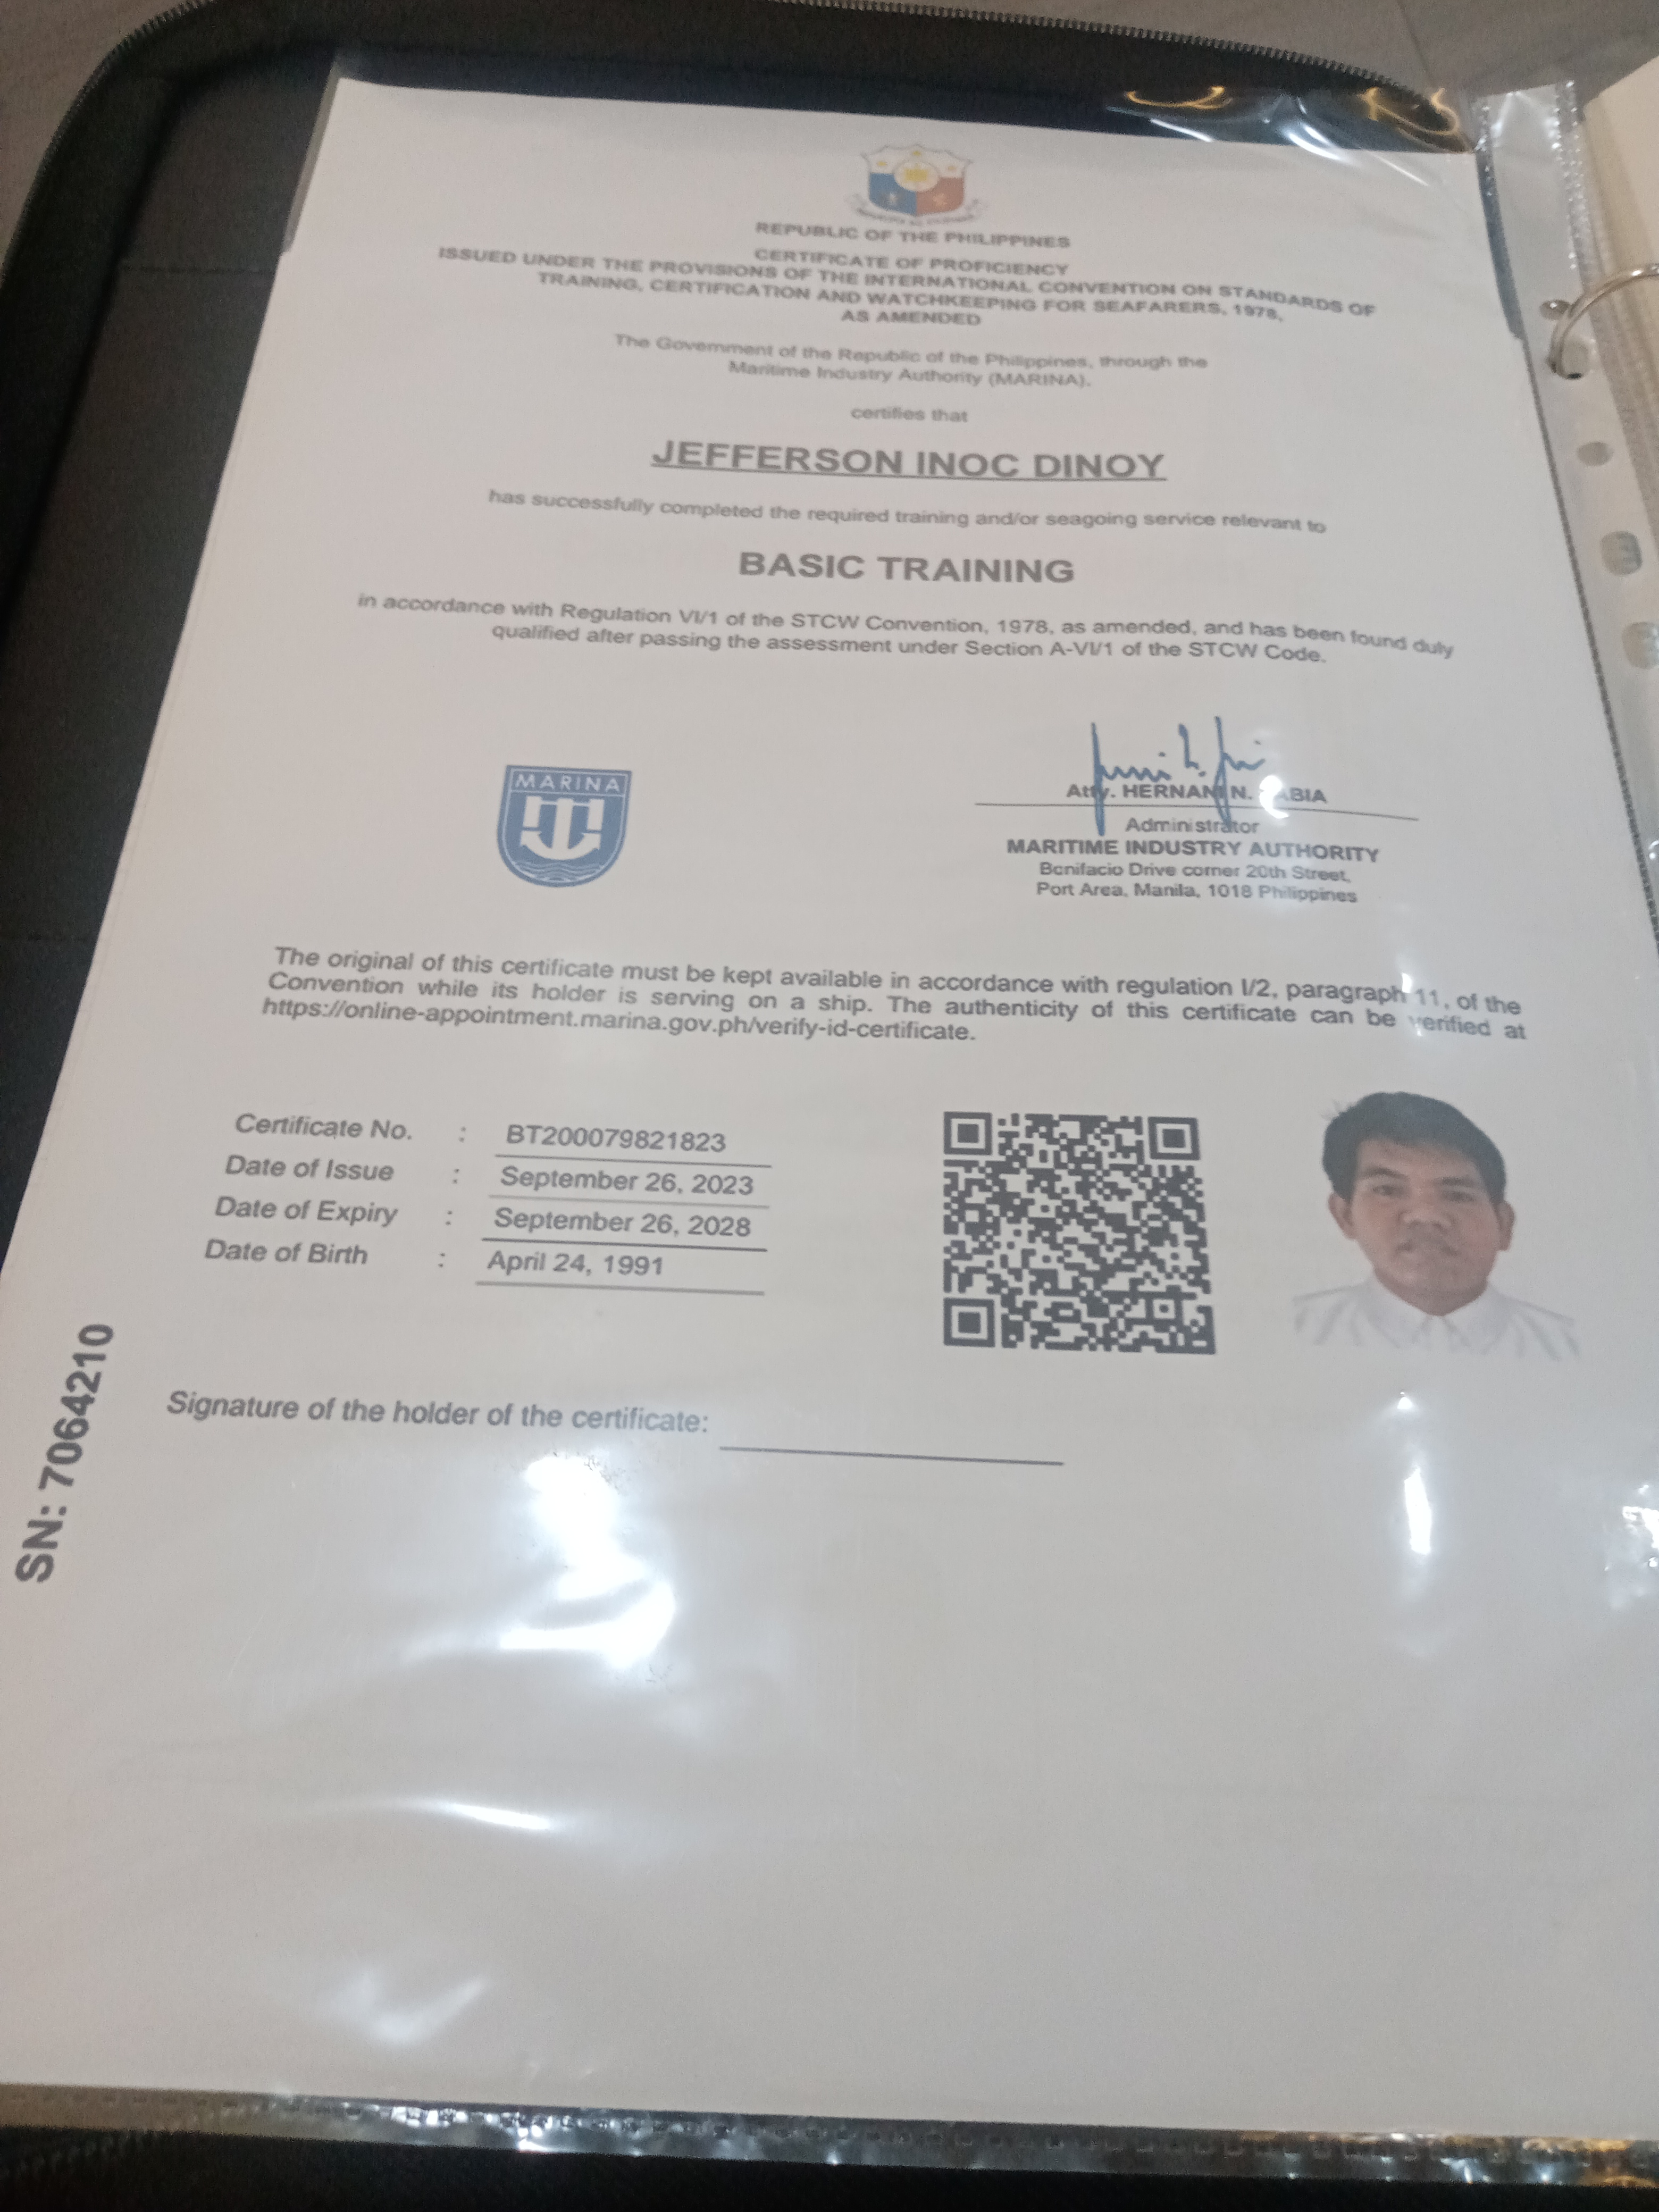 REPUBLIC OF THE PHILIPPINES
CERTIFICATE OF PROFICIENCY
ISSUED UNDER THE PROVISIONS OF THE INTERNATIONAL CONVENTION ON STANDARDS OF
TRAINING, CERTIFICATION AND WATCHKEEPING FOR SEAFARERS, 1978,
AS AMENDED
The Government of the Republic of the Philippines, through the
Maritime Industry Authority (MARINA).
certifies that
JEFFERSON INOC DINOY
has successfully completed the required training and/or seagoing service relevant to
BASIC TRAINING
in accordance with Regulation VI/1 of the STCW Convention, 1978, as amended, and has been found duly
qualified after passing the assessment under Section A-VI/1 of the STCW Code.
MARINA
Atty. HERNANI N.
Administrator
MARITIME INDUSTRY AUTHORITY
Bonifacio Drive corner 20th Street,
Port Area, Manila, 1018 Philippines
The original of this certificate must be kept available in accordance with regulation I/2, paragraph 11, of the
Convention while its holder is serving on a ship. The authenticity of this certificate can be verified at
https://online-appointment.marina.gov.ph/verify-id-certificate.
Certificate No. : BT200079821823
Date of Issue : September 26, 2023
Date of Expiry : September 26, 2028
Date of Birth : April 24, 1991
Signature of the holder of the certificate:
SN: 7064210